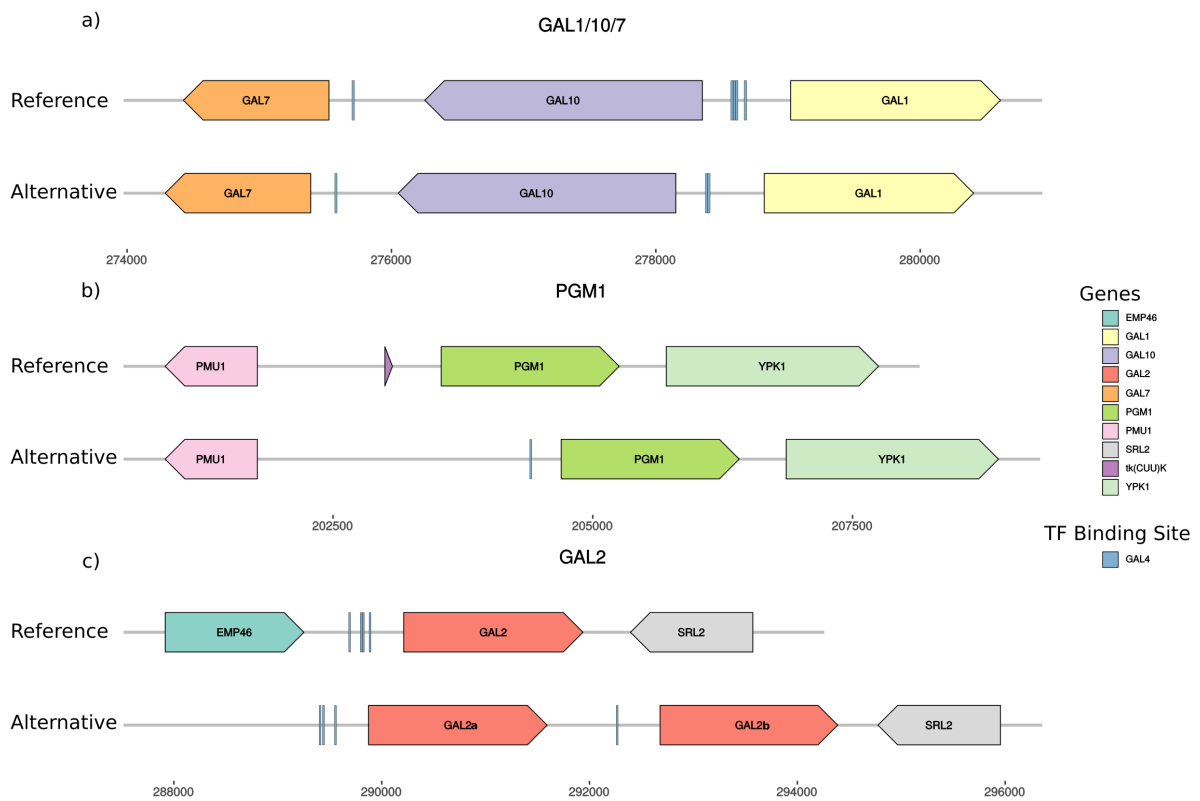 a)
GAL1/10/7
Reference
GAL7
GAL10
GAL1
Alternative
GAL7
GAL10
GAL1
274000
276000
278000
280000
b)
PGM1
Reference
PMU1
PGM1
YPK1
Alternative
PMU1
PGM1
YPK1
202500
205000
207500
c)
GAL2
Reference
EMP46
GAL2
SRL2
Alternative
GAL2a
GAL2b
SRL2
288000
290000
292000
294000
296000
Genes
EMP46
GAL1
GAL10
GAL2
GAL7
PGM1
PMU1
SRL2
tk(CUU)K
YPK1
TF Binding Site
GAL4